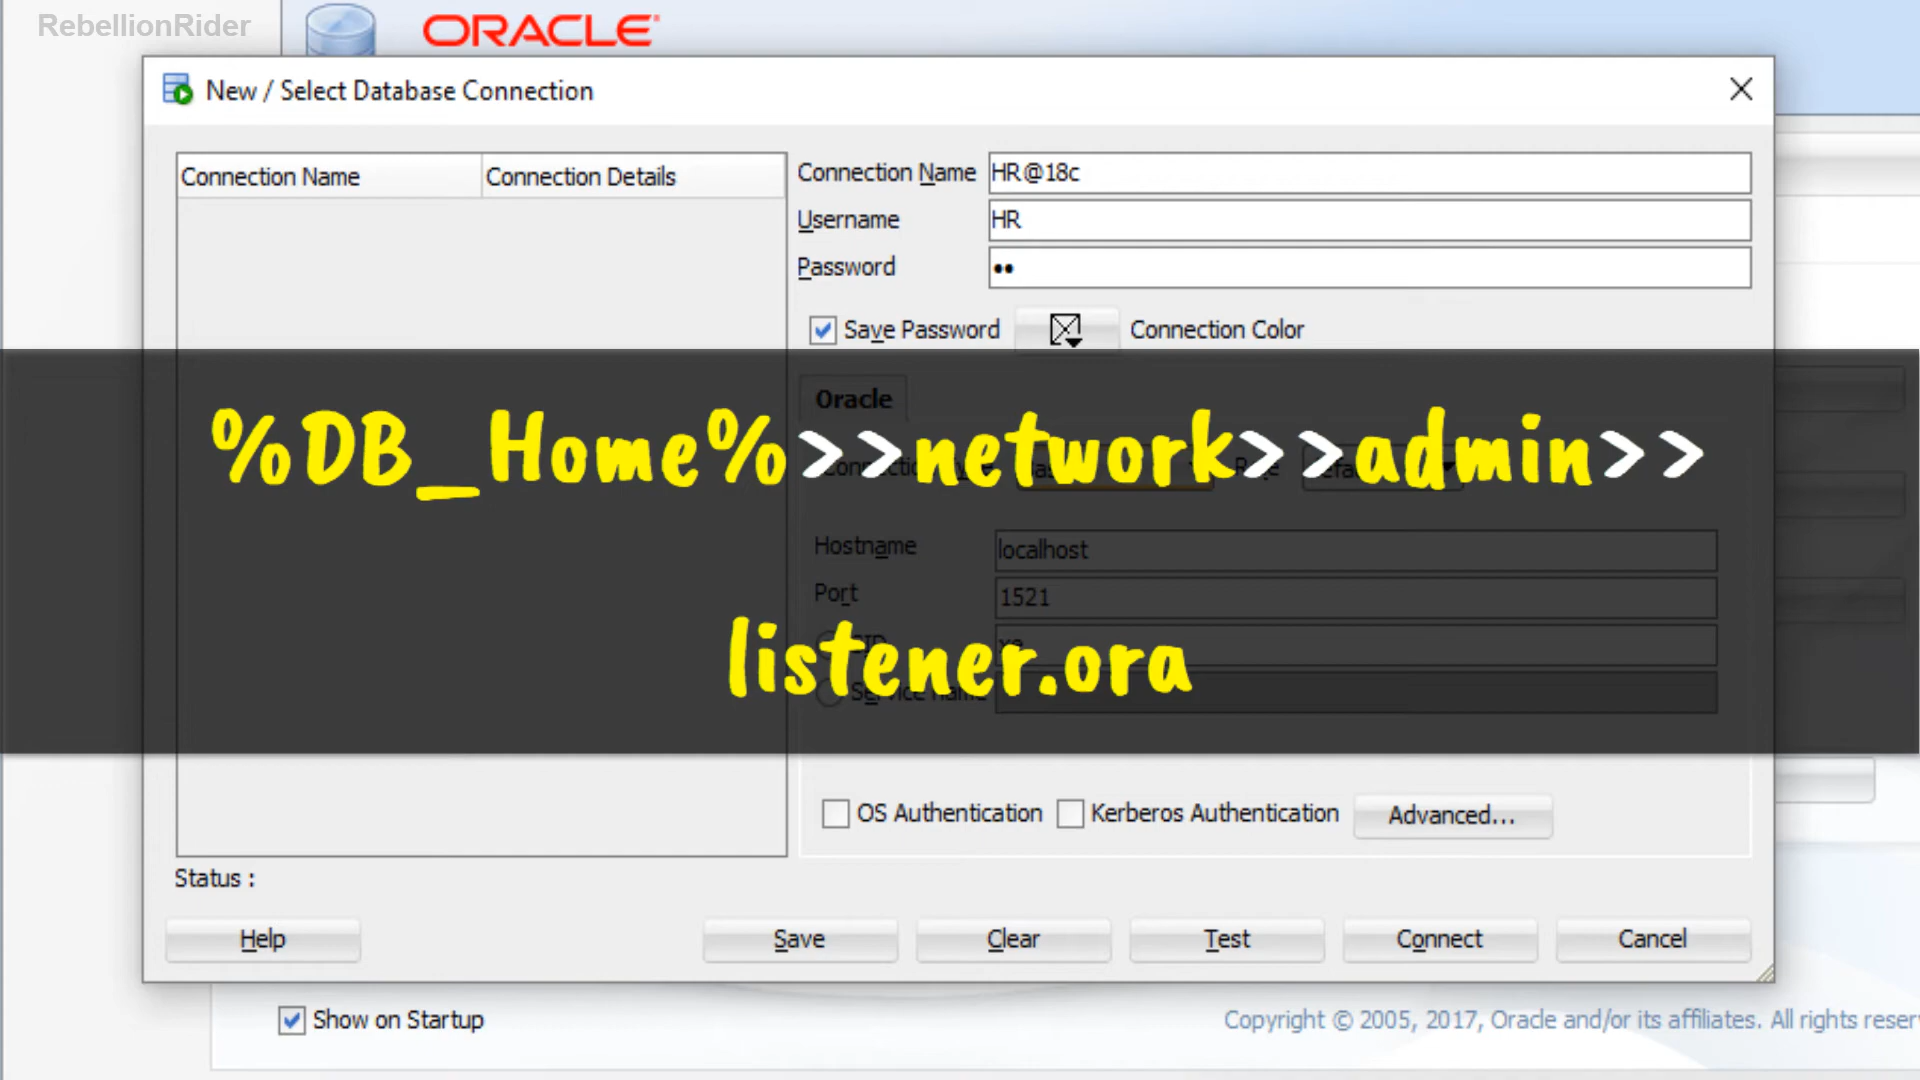 RebellionRider
ORACLE
New / Select Database Connection
Connection Name Connection Details
Connection Name HR@18c
Username HR
Password ••
Save Password Connection Color
Oracle
%DB_Home%>>network>>admin>>
Hostname localhost
Port 1521
listener.ora
Service name
OS Authentication Kerberos Authentication Advanced...
Status :
Help Save Clear Test Connect Cancel
Show on Startup
Copyright © 2005, 2017, Oracle and/or its affiliates. All rights